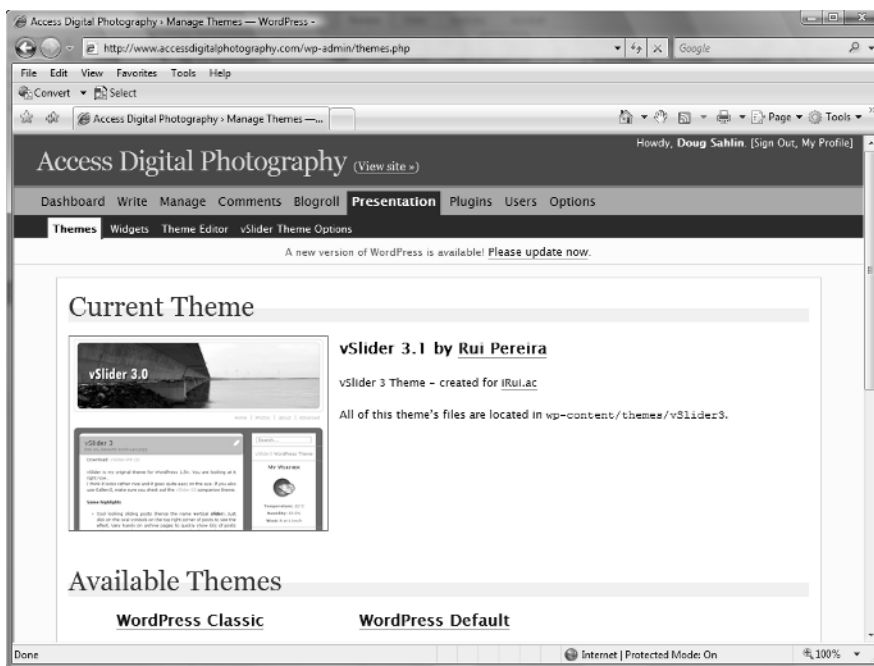 Access Digital Photography › Manage Themes — WordPress -
http://www.accessdigitalphotography.com/wp-admin/themes.php
Google
File Edit View Favorites Tools Help
Convert Select
Access Digital Photography › Manage Themes —...
Page Tools
Howdy, Doug Sahlin. [Sign Out, My Profile]
Access Digital Photography (View site »)
Dashboard Write Manage Comments Blogroll Presentation Plugins Users Options
Themes Widgets Theme Editor vSlider Theme Options
A new version of WordPress is available! Please update now.
Current Theme
vSlider 3.0
vSlider 3
vSlider 3.1 by Rui Pereira
vSlider 3 Theme – created for iRui.ac
All of this theme's files are located in wp-content/themes/vSlider3.
Available Themes
WordPress Classic WordPress Default
Done
Internet | Protected Mode: On
100%